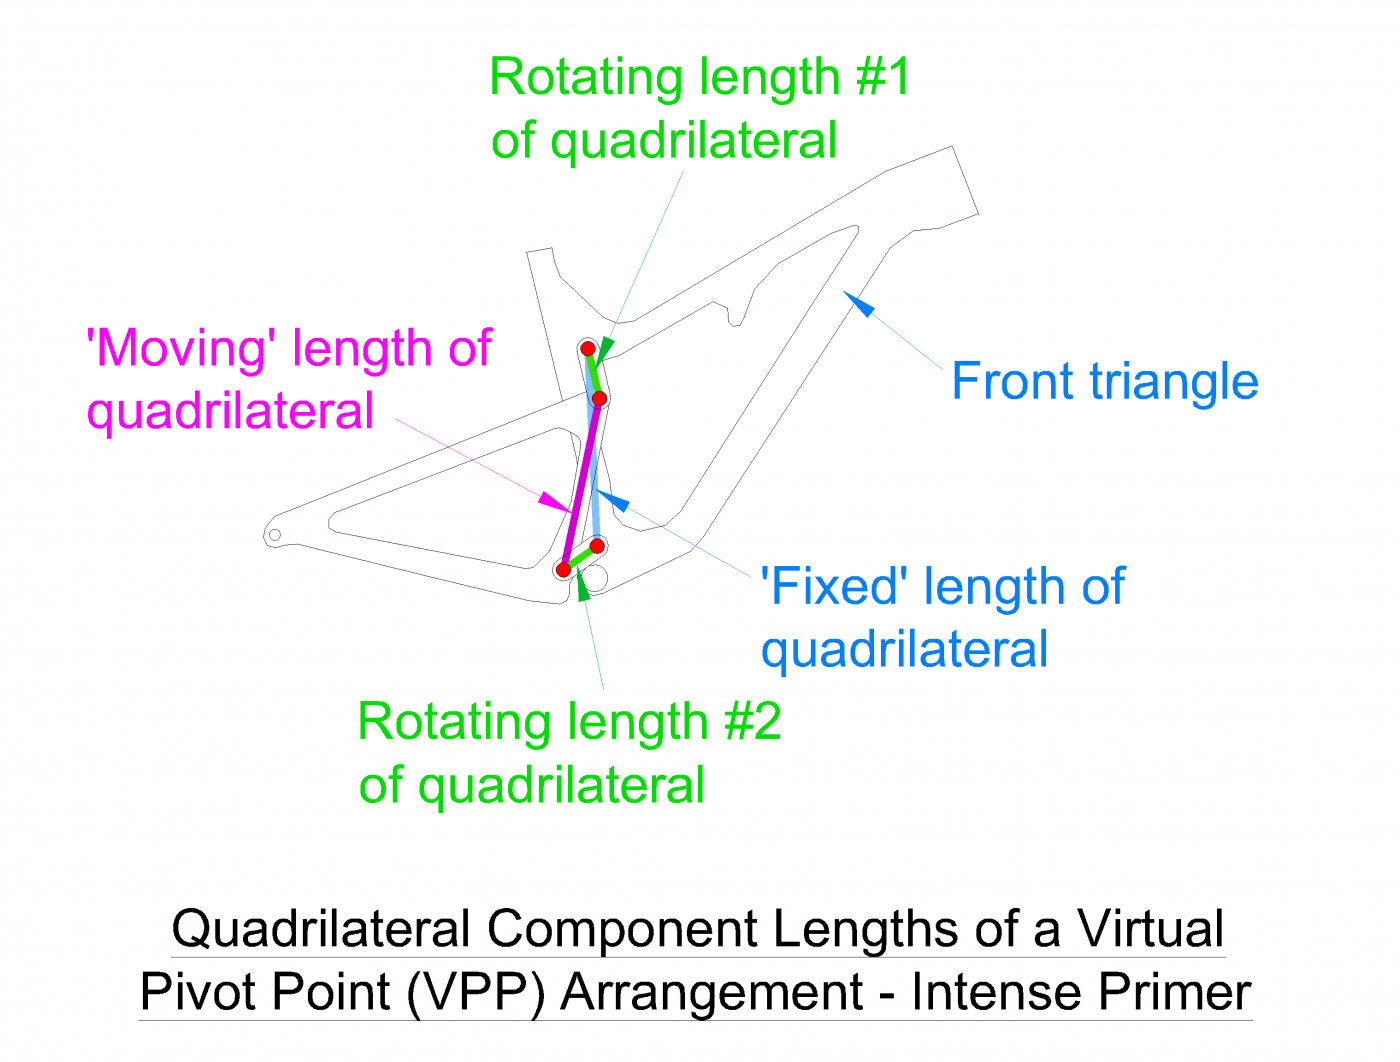 Rotating length #1
of quadrilateral
'Moving' length of
quadrilateral
Front triangle
'Fixed' length of
quadrilateral
Rotating length #2
of quadrilateral
Quadrilateral Component Lengths of a Virtual
Pivot Point (VPP) Arrangement - Intense Primer